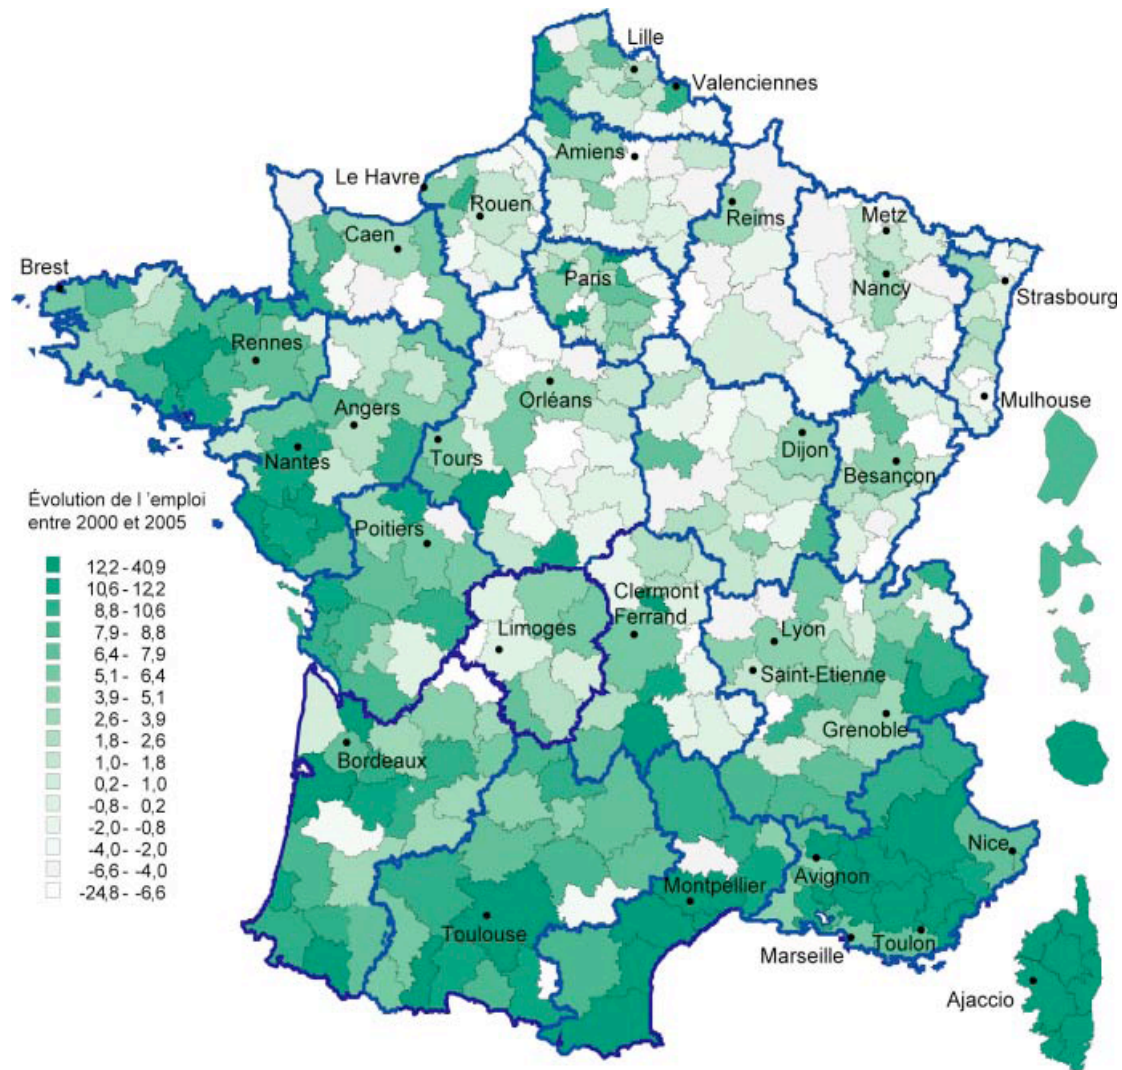 Lille
Valenciennes
Amiens
Le Havre
Rouen
Reims
Metz
Caen
Brest
Paris
Nancy
Strasbourg
Rennes
Orléans
Mulhouse
Angers
Dijon
Nantes
Tours
Besançon
Évolution de l 'emploi
entre 2000 et 2005
Poitiers
12,2 - 40,9
10,6 - 12,2
8,8 - 10,6
7,9 - 8,8
6,4 - 7,9
5,1 - 6,4
3,9 - 5,1
2,6 - 3,9
1,8 - 2,6
1,0 - 1,8
0,2 - 1,0
-0,8 - 0,2
-2,0 - -0,8
-4,0 - -2,0
-6,6 - -4,0
-24,8 - -6,6
Clermont
Ferrand
Limoges
Lyon
Saint-Etienne
Grenoble
Bordeaux
Nice
Avignon
Montpellier
Toulouse
Marseille
Toulon
Ajaccio